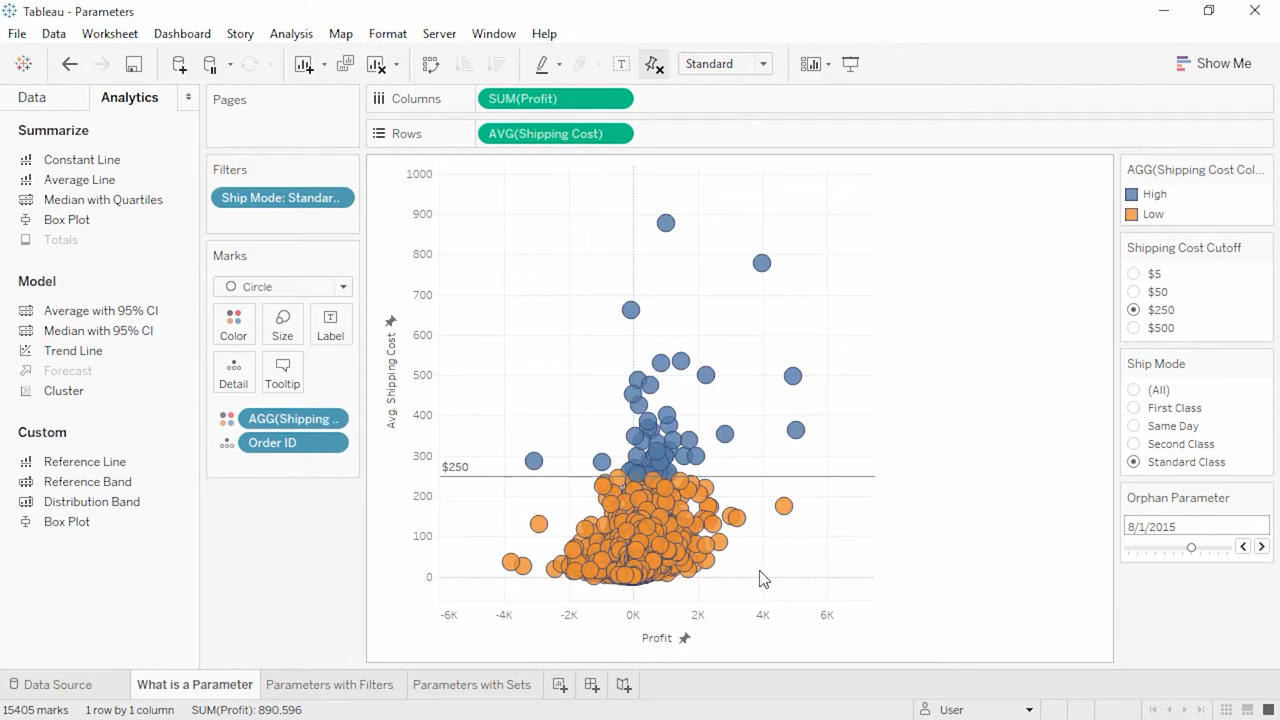 Tableau - Parameters
File Data Worksheet Dashboard Story Analysis Map Format Server Window Help
Standard
Show Me
Data Analytics
Summarize
Constant Line
Average Line
Median with Quartiles
Box Plot
Totals
Model
Average with 95% CI
Median with 95% CI
Trend Line
Forecast
Cluster
Custom
Reference Line
Reference Band
Distribution Band
Box Plot
Pages
Filters
Ship Mode: Standar..
Marks
Circle
Color Size Label
Detail Tooltip
AGG(Shipping ..
Order ID
Columns SUM(Profit)
Rows AVG(Shipping Cost)
1000
900
800
700
600
500
400
300
200
100
0
Avg. Shipping Cost
$250
-6K -4K -2K 0K 2K 4K 6K
Profit
AGG(Shipping Cost Col...
High
Low
Shipping Cost Cutoff
$5
$50
$250
$500
Ship Mode
(All)
First Class
Same Day
Second Class
Standard Class
Orphan Parameter
8/1/2015
Data Source What is a Parameter Parameters with Filters Parameters with Sets
15405 marks 1 row by 1 column SUM(Profit): 890,596 User